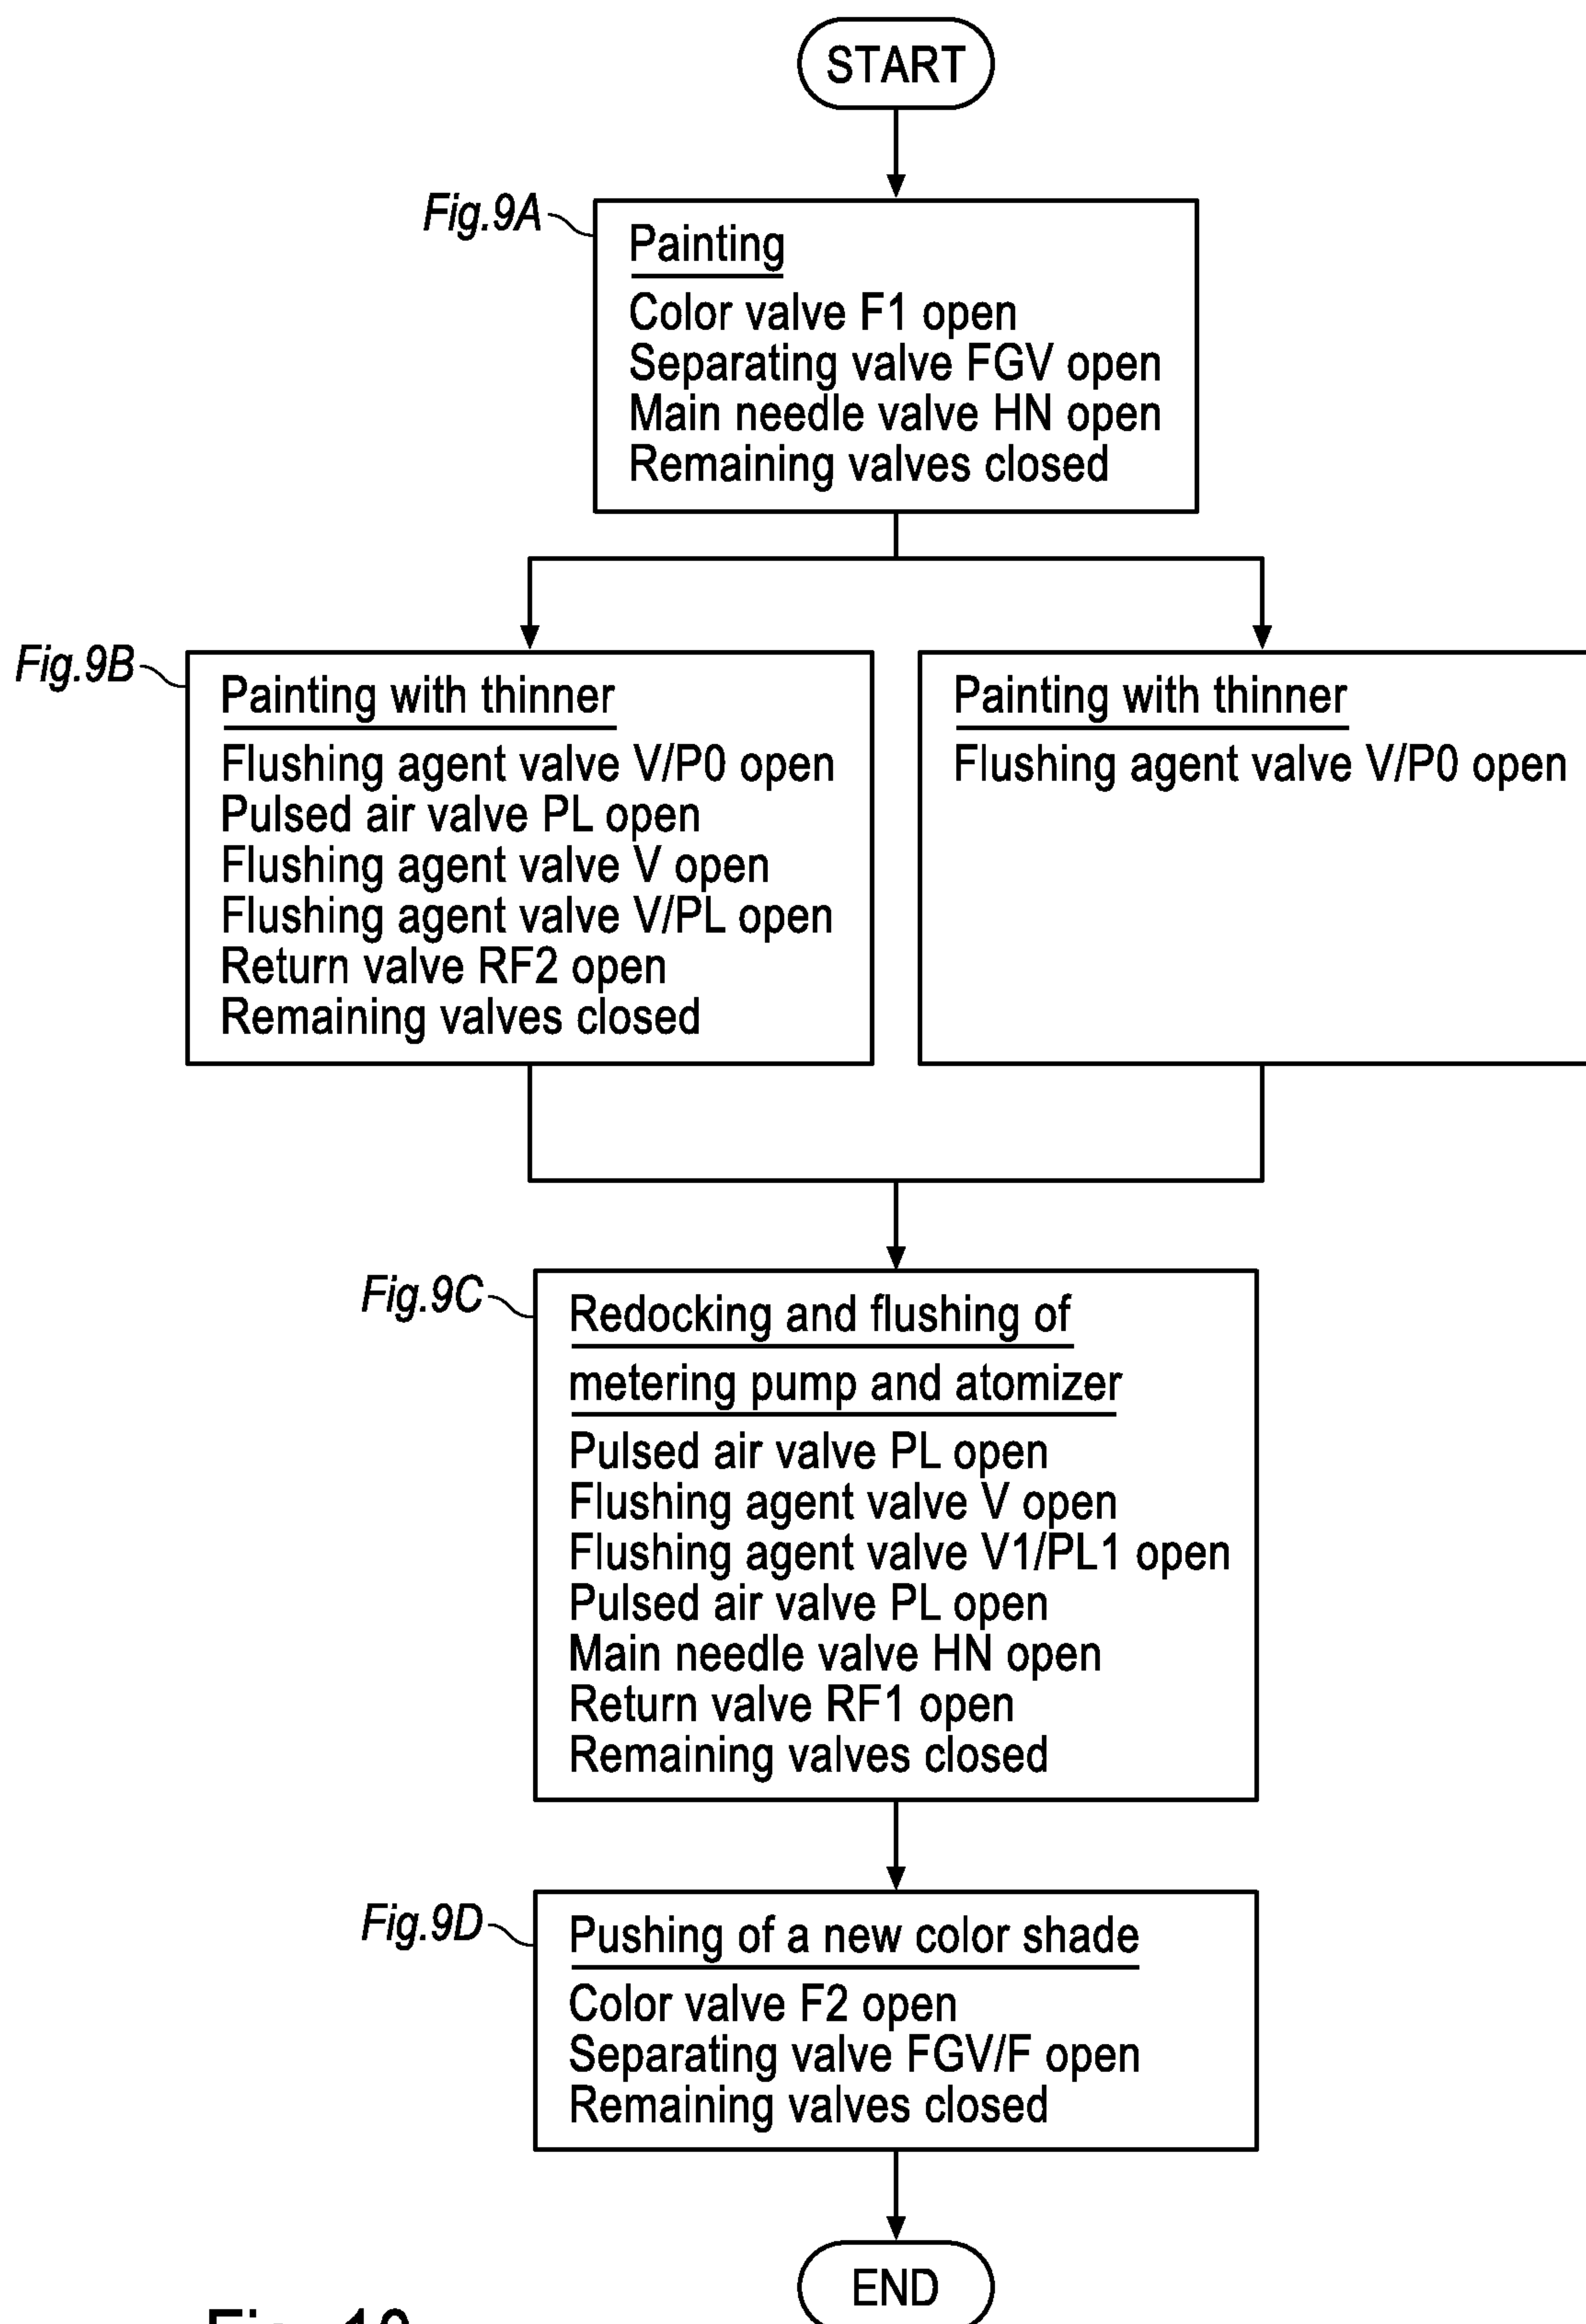 START
Fig.9A
Painting
Color valve F1 open
Separating valve FGV open
Main needle valve HN open
Remaining valves closed
Fig.9B
Painting with thinner
Flushing agent valve V/P0 open
Pulsed air valve PL open
Flushing agent valve V open
Flushing agent valve V/PL open
Return valve RF2 open
Remaining valves closed
Painting with thinner
Flushing agent valve V/P0 open
Fig.9C
Redocking and flushing of
metering pump and atomizer
Pulsed air valve PL open
Flushing agent valve V open
Flushing agent valve V1/PL1 open
Pulsed air valve PL open
Main needle valve HN open
Return valve RF1 open
Remaining valves closed
Fig.9D
Pushing of a new color shade
Color valve F2 open
Separating valve FGV/F open
Remaining valves closed
END
Fig. 10